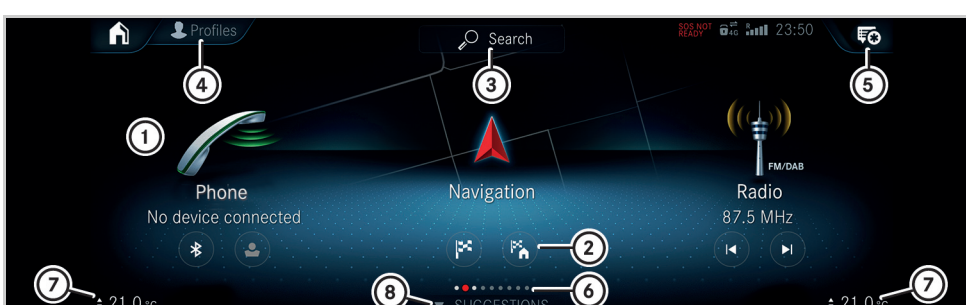 Profiles
Search
SOS NOT READY 4G R 23:50
4
3
5
1
FM/DAB
Phone
Navigation
Radio
No device connected
87.5 MHz
2
7
8
6
7
21.0 °C
SUGGESTIONS
21.0 °C